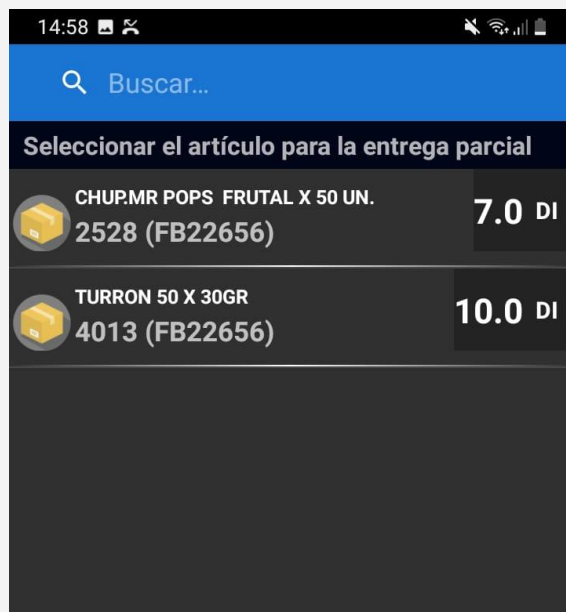 14:58
Buscar...
Seleccionar el artículo para la entrega parcial
CHUP.MR POPS FRUTAL X 50 UN.
7.0 DI
2528 (FB22656)
TURRON 50 X 30GR
10.0 DI
4013 (FB22656)